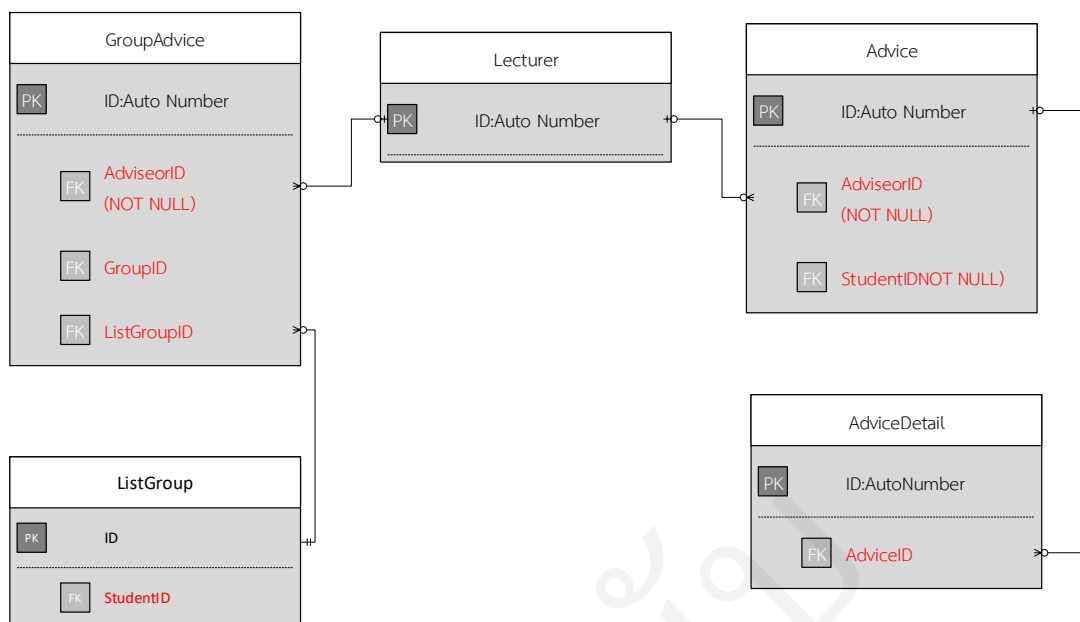 GroupAdvice
PK ID:Auto Number
FK AdviseorID
(NOT NULL)
FK GroupID
FK ListGroupID
Lecturer
PK ID:Auto Number
Advice
PK ID:Auto Number
FK AdviseorID
(NOT NULL)
FK StudentIDNOT NULL)
ListGroup
PK ID
FK StudentID
AdviceDetail
PK ID:AutoNumber
FK AdviceID